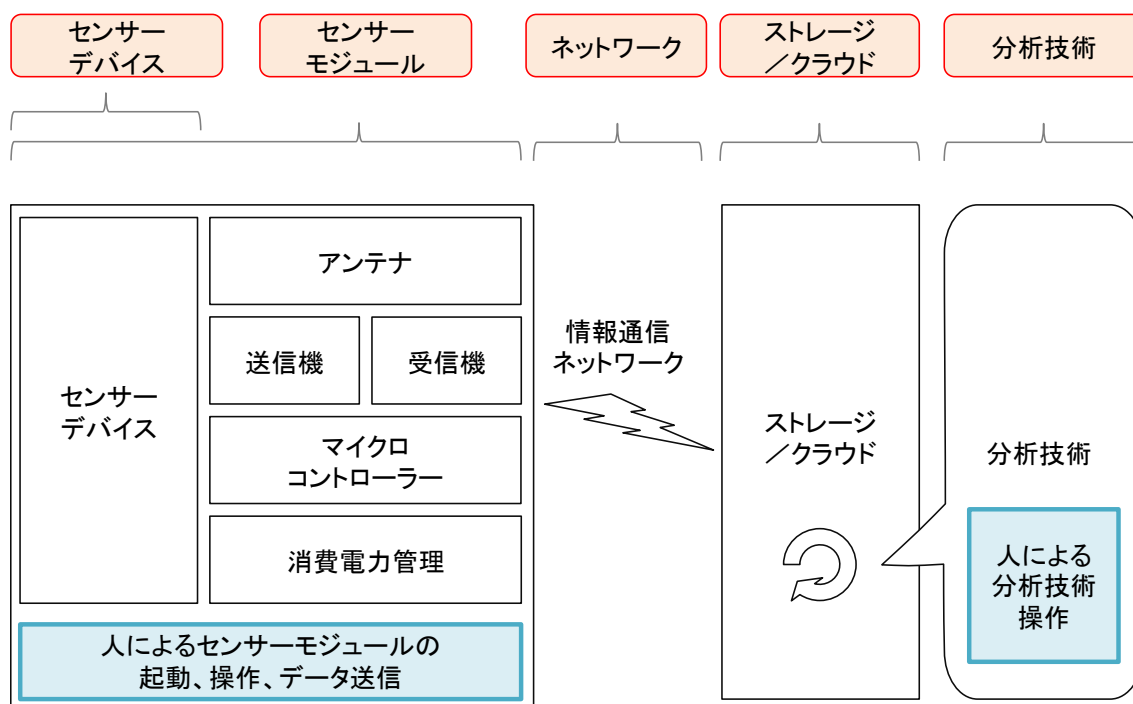 センサー
デバイス
センサー
モジュール
ネットワーク
ストレージ
／クラウド
分析技術
センサー
デバイス
アンテナ
送信機
受信機
マイクロ
コントローラー
消費電力管理
人によるセンサーモジュールの
起動、操作、データ送信
情報通信
ネットワーク
ストレージ
／クラウド
分析技術
人による
分析技術
操作